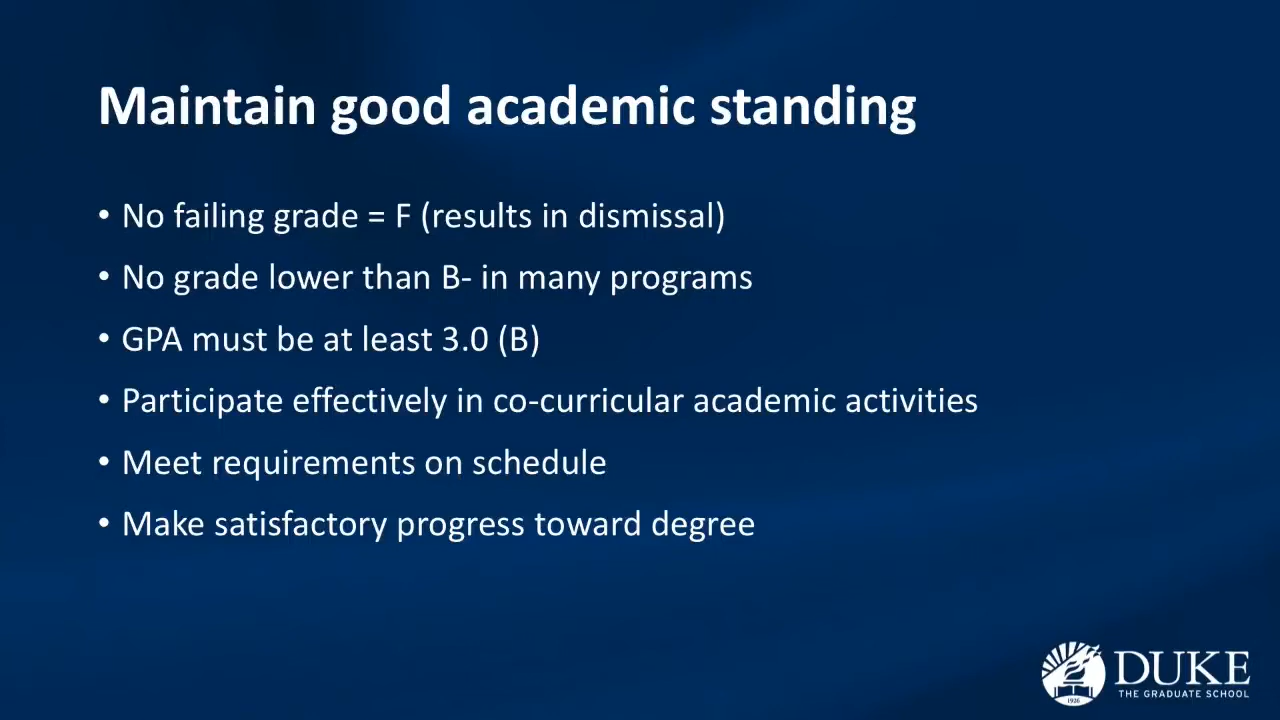 Maintain good academic standing
• No failing grade = F (results in dismissal)
• No grade lower than B- in many programs
• GPA must be at least 3.0 (B)
• Participate effectively in co-curricular academic activities
• Meet requirements on schedule
• Make satisfactory progress toward degree
DUKE
THE GRADUATE SCHOOL
1926